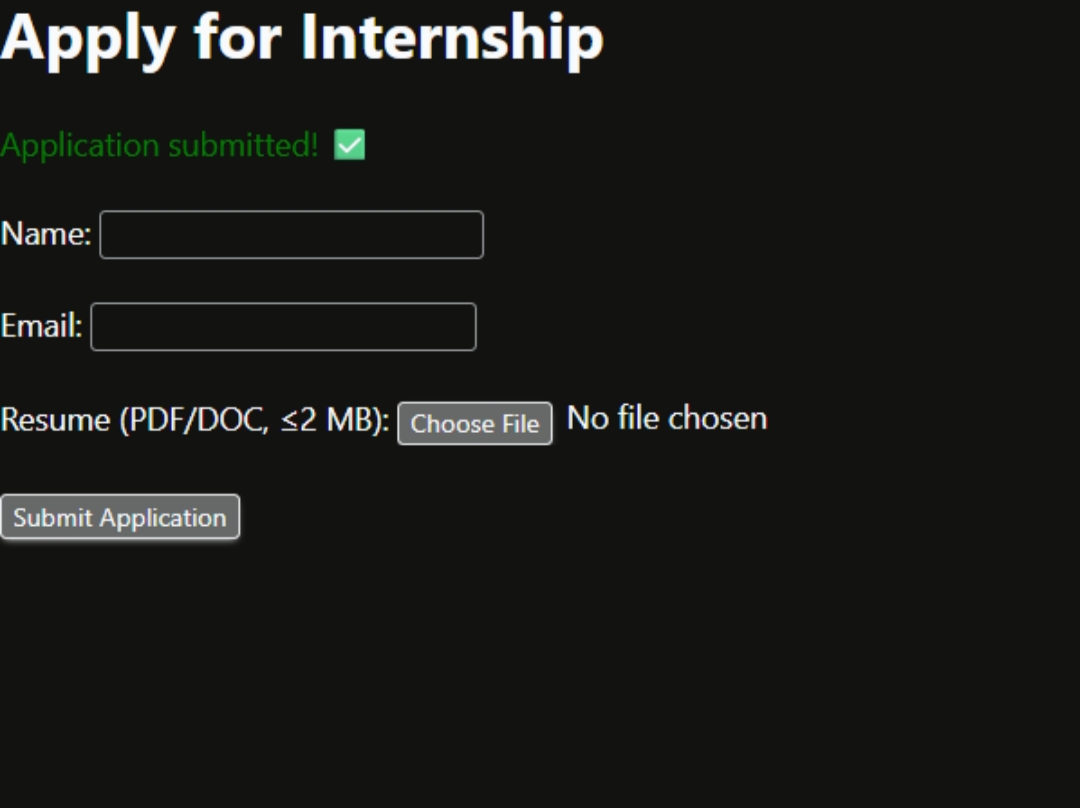 Apply for Internship
Application submitted! ✅
Name:
Email:
Resume (PDF/DOC, ≤2 MB): Choose File No file chosen
Submit Application